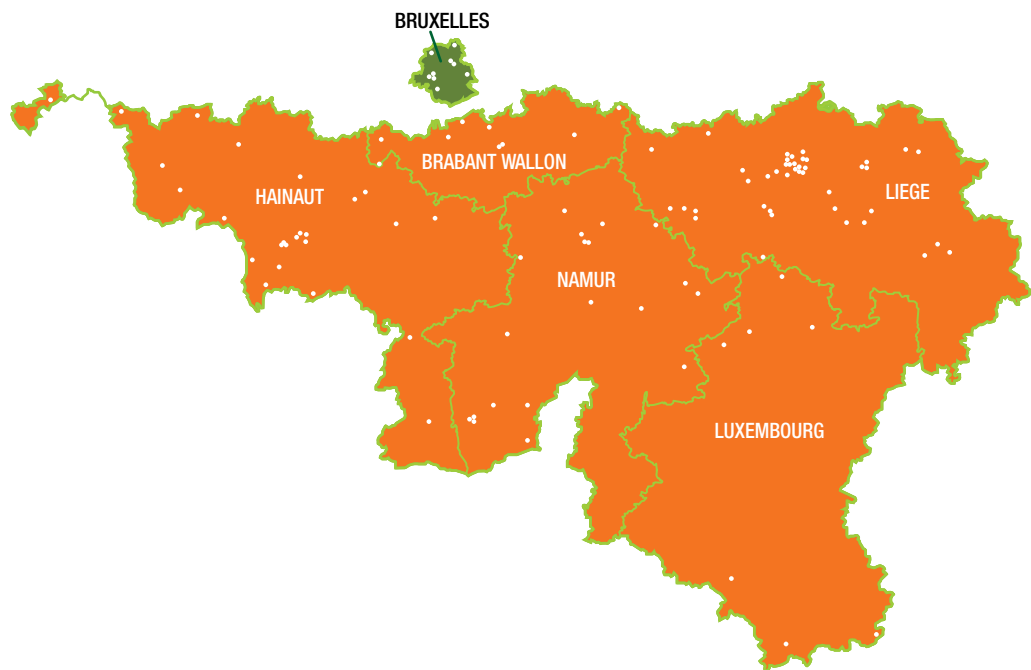 BRUXELLES
BRABANT WALLON
HAINAUT
LIEGE
NAMUR
LUXEMBOURG